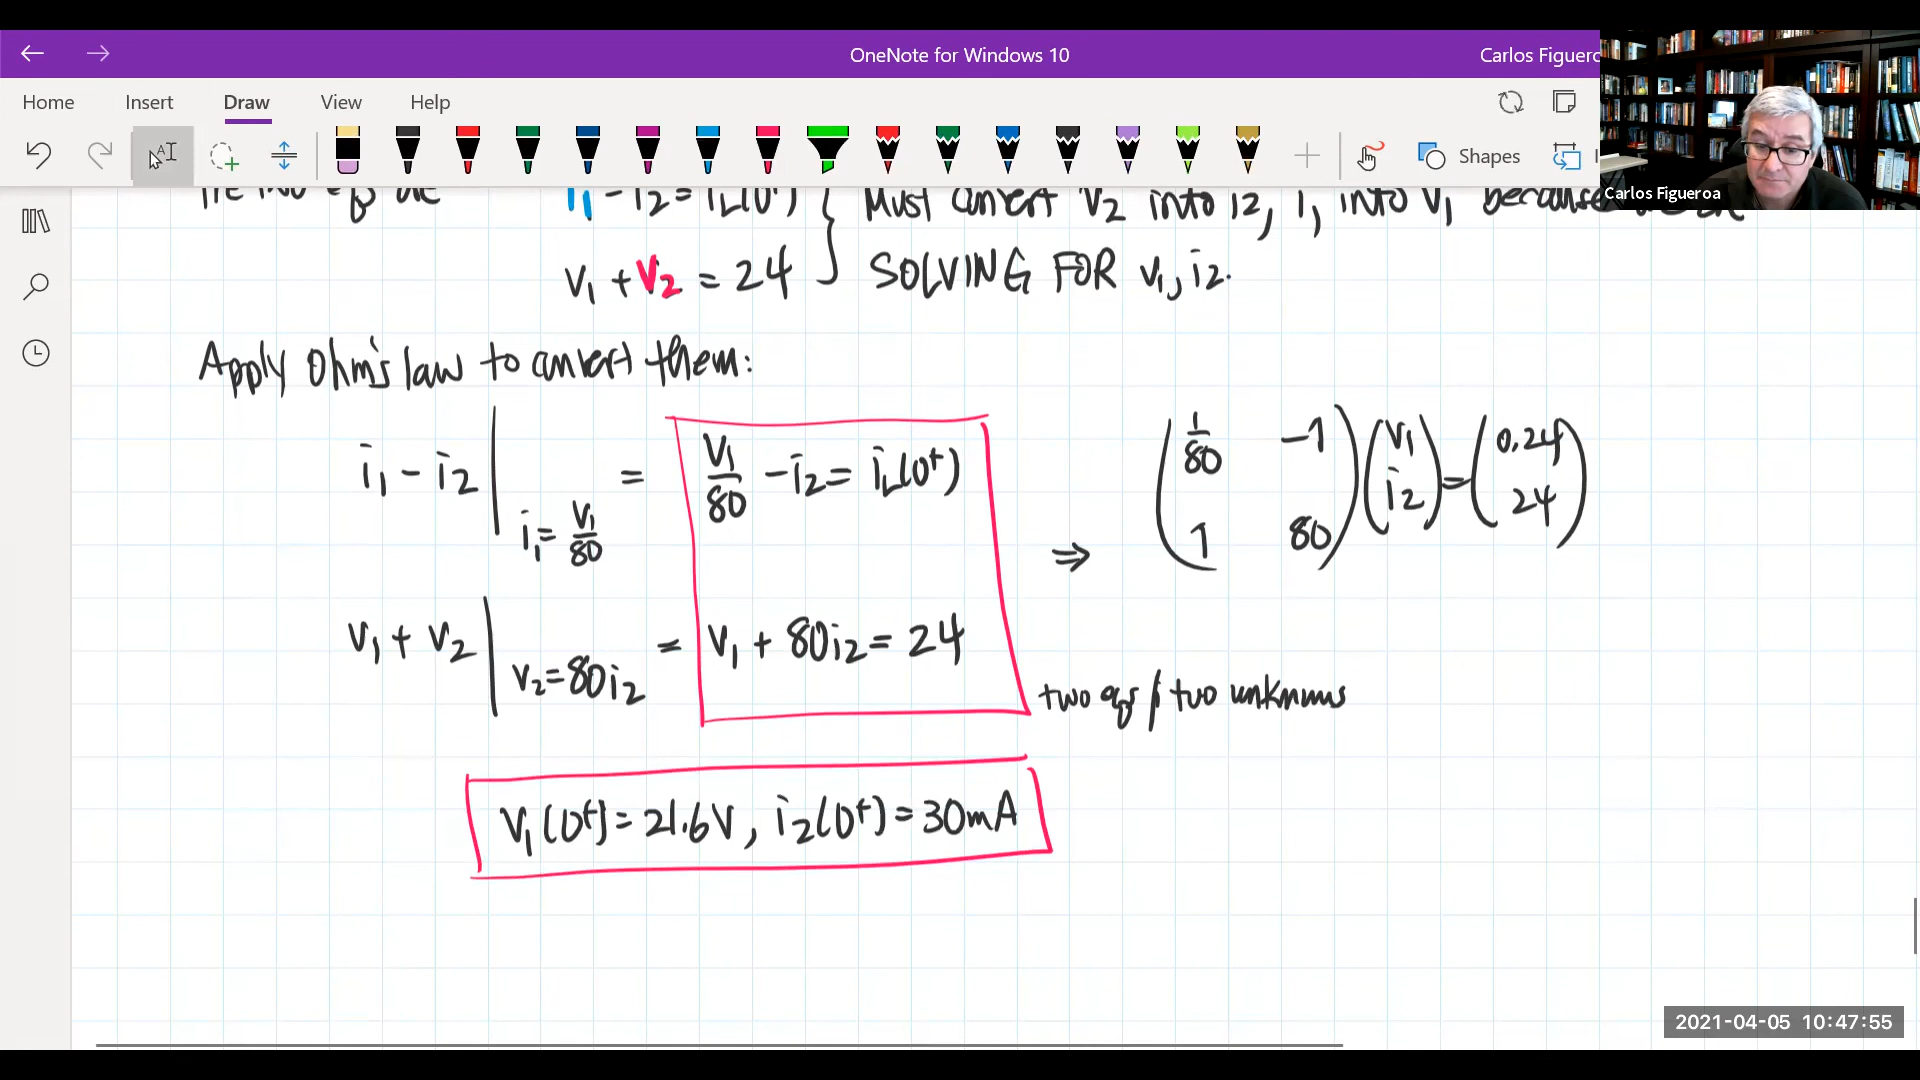 OneNote for Windows 10
Carlos Figuero
Home Insert Draw View Help
Shapes
Carlos Figueroa
i1 - i2 = iL(0+) } Must convert V2 into i2, i1 into V1 because
V1 + V2 = 24 SOLVING FOR V1, i2.
Apply Ohm's law to convert them:
i1 - i2 | i1 = V1/80 = V1/80 - i2 = iL(0+)
⇒ (1/80 -1 1 80) (V1 i2) = (0.24 24)
V1 + V2 | V2 = 80i2 = V1 + 80i2 = 24
two eqs / two unknowns
V1(0+) = 21.6V, i2(0+) = 30mA
2021-04-05 10:47:55